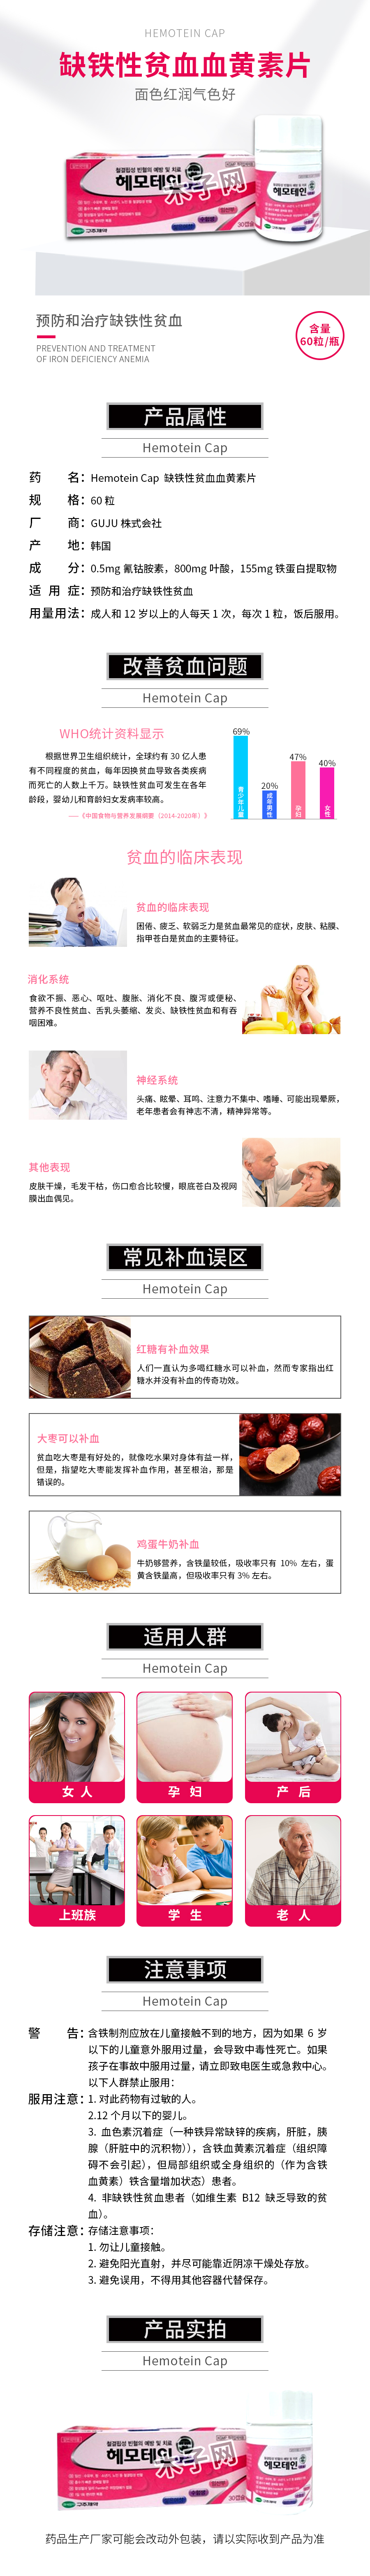 HEMOTEIN CAP
缺铁性贫血血黄素片
面色红润气色好
철결핍성 빈혈의 예방 및 치료
헤모테인
30캡슐
고주제약
헤모테인
预防和治疗缺铁性贫血
PREVENTION AND TREATMENT
OF IRON DEFICIENCY ANEMIA
含量
60粒/瓶
产品属性
Hemotein Cap
药 名：Hemotein Cap 缺铁性贫血血黄素片
规 格：60 粒
厂 商：GUJU 株式会社
产 地：韩国
成 分：0.5mg 氰钴胺素，800mg 叶酸，155mg 铁蛋白提取物
适 用 症：预防和治疗缺铁性贫血
用量用法：成人和 12 岁以上的人每天 1 次，每次 1 粒，饭后服用。
改善贫血问题
Hemotein Cap
WHO统计资料显示
根据世界卫生组织统计，全球约有 30 亿人患
有不同程度的贫血，每年因换贫血导致各类疾病
而死亡的人数上千万。缺铁性贫血可发生在各年
龄段，婴幼儿和育龄妇女发病率较高。
——《中国食物与营养发展纲要（2014-2020年）》
69%
青少年儿童
20%
成年男性
47%
孕妇
40%
女性
贫血的临床表现
贫血的临床表现
困倦、疲乏、软弱乏力是贫血最常见的症状，皮肤、粘膜、
指甲苍白是贫血的主要特征。
消化系统
食欲不振、恶心、呕吐、腹胀、消化不良、腹泻或便秘、
营养不良性贫血、舌乳头萎缩、发炎、缺铁性贫血和有吞
咽困难。
神经系统
头痛、眩晕、耳鸣、注意力不集中、嗜睡、可能出现晕厥，
老年患者会有神志不清，精神异常等。
其他表现
皮肤干燥，毛发干枯，伤口愈合比较慢，眼底苍白及视网
膜出血偶见。
常见补血误区
Hemotein Cap
红糖有补血效果
人们一直认为多喝红糖水可以补血，然而专家指出红
糖水并没有补血的传奇功效。
大枣可以补血
贫血吃大枣是有好处的，就像吃水果对身体有益一样，
但是，指望吃大枣能发挥补血作用，甚至根治，那是
错误的。
鸡蛋牛奶补血
牛奶够营养，含铁量较低，吸收率只有 10% 左右，蛋
黄含铁量高，但吸收率只有 3% 左右。
适用人群
Hemotein Cap
女 人
孕 妇
产 后
上班族
学 生
老 人
注意事项
Hemotein Cap
警 告：含铁制剂应放在儿童接触不到的地方，因为如果 6 岁
以下的儿童意外服用过量，会导致中毒性死亡。如果
孩子在事故中服用过量，请立即致电医生或急救中心。
以下人群禁止服用：
服用注意：1. 对此药物有过敏的人。
2.12 个月以下的婴儿。
3. 血色素沉着症（一种铁异常缺锌的疾病，肝脏，胰
腺（肝脏中的沉积物）），含铁血黄素沉着症（组织障
碍不会引起），但局部组织或全身组织的（作为含铁
血黄素）铁含量增加状态）患者。
4. 非缺铁性贫血患者（如维生素 B12 缺乏导致的贫
血）。
存储注意：存储注意事项：
1. 勿让儿童接触。
2. 避免阳光直射，并尽可能靠近阴凉干燥处存放。
3. 避免误用，不得用其他容器代替保存。
产品实拍
Hemotein Cap
철결핍성 빈혈의 예방 및 치료
헤모테인
30캡슐
고주제약
헤모테인
药品生产厂家可能会改动外包装，请以实际收到产品为准